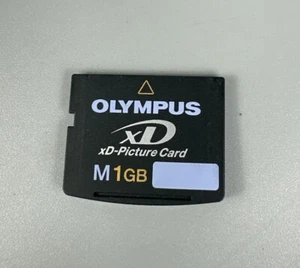 OLYMPUS
xD
xD-Picture Card
M 1GB